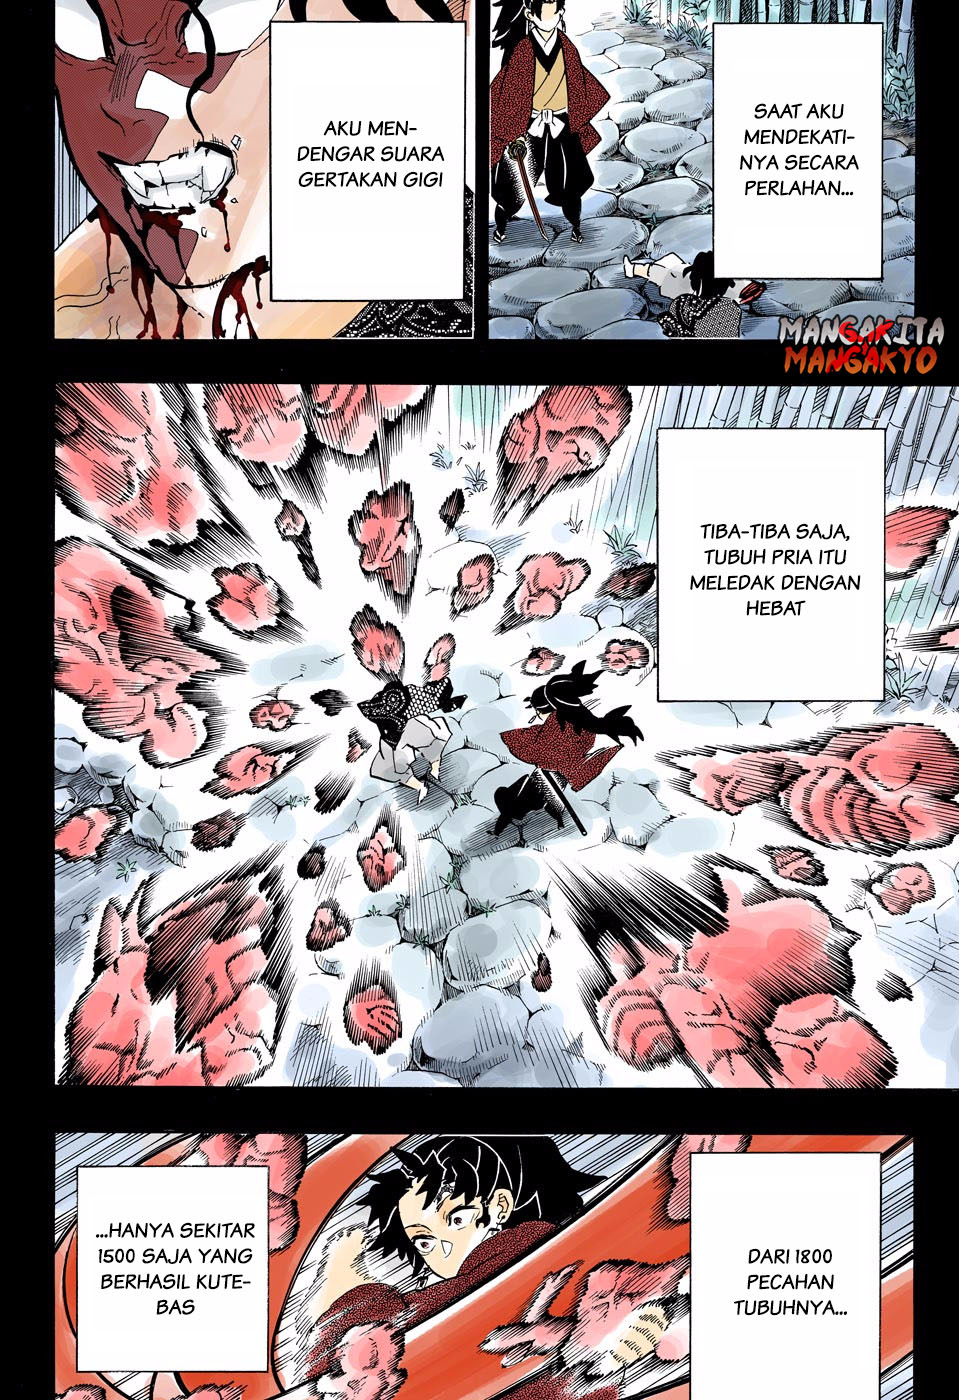 SAAT AKU
MENDEKATI-
NYA SECARA
PERLAHAN...
AKU MEN-
DENGAR SUARA
GERTAKAN GIGI
MANGAKITA
MANGAKYO
TIBA-TIBA SAJA,
TUBUH PRIA ITU
MELEDAK DENGAN
HEBAT
DARI 1800
PECAHAN
TUBUHNYA...
...HANYA SEKITAR
1500 SAJA YANG
BERHASIL KUTE-
BAS